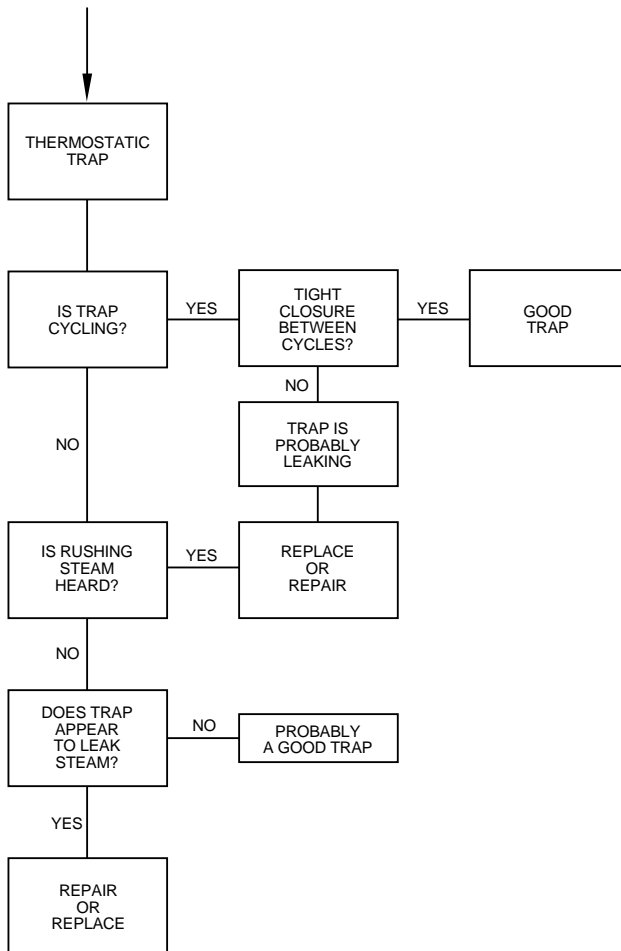 THERMOSTATIC
TRAP
IS TRAP
CYCLING?
YES
TIGHT
CLOSURE
BETWEEN
CYCLES?
YES
GOOD
TRAP
NO
TRAP IS
PROBABLY
LEAKING
NO
IS RUSHING
STEAM
HEARD?
YES
REPLACE
OR
REPAIR
NO
DOES TRAP
APPEAR
TO LEAK
STEAM?
NO
PROBABLY
A GOOD TRAP
YES
REPAIR
OR
REPLACE